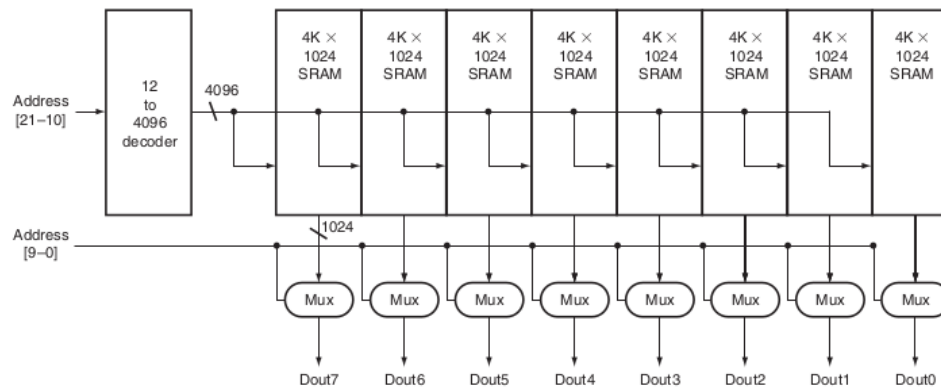 4K × 1024 SRAM
4K × 1024 SRAM
4K × 1024 SRAM
4K × 1024 SRAM
4K × 1024 SRAM
4K × 1024 SRAM
4K × 1024 SRAM
4K × 1024 SRAM
Address
[21–10]
12
to
4096
decoder
4096
1024
Address
[9–0]
Mux Mux Mux Mux Mux Mux Mux Mux
Dout7 Dout6 Dout5 Dout4 Dout3 Dout2 Dout1 Dout0